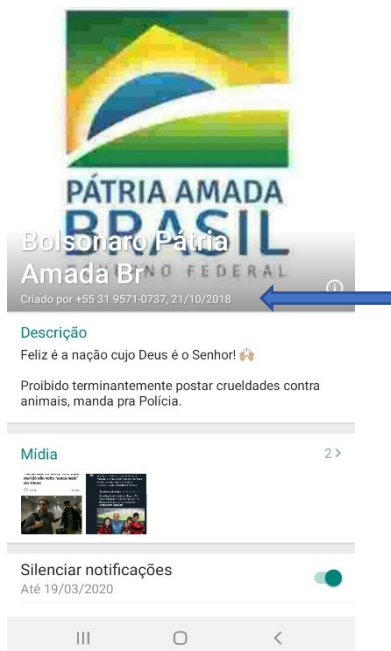 PÁTRIA AMADA
BRASIL
Bolsonaro Pátria
Amada Br
NO FEDERAL
Criado por +55 31 9571-0737, 21/10/2018
Descrição
Feliz é a nação cujo Deus é o Senhor! 🙌🏼
Proibido terminantemente postar crueldades contra
animais, manda pra Polícia.
Mídia
2 >
Silenciar notificações
Até 19/03/2020